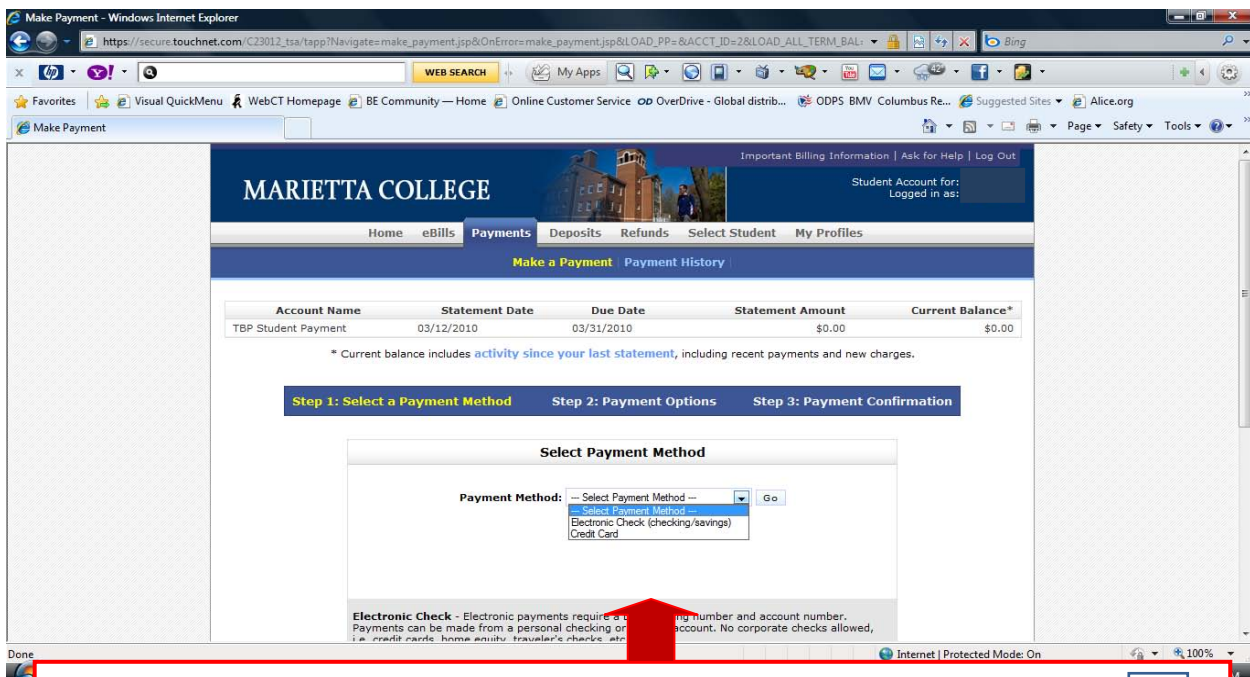 Make Payment - Windows Internet Explorer
https://secure.touchnet.com/C23012_tsa/tapp?Navigate=make_payment.jsp&OnError=make_payment.jsp&LOAD_PP=&ACCT_ID=2&LOAD_ALL_TERM_BAL: Bing
WEB SEARCH My Apps
Favorites Visual QuickMenu WebCT Homepage BE Community — Home Online Customer Service OD OverDrive - Global distrib... ODPS BMV Columbus Re... Suggested Sites Alice.org
Make Payment Page Safety Tools
Important Billing Information | Ask for Help | Log Out
MARIETTA COLLEGE
Student Account for:
Logged in as:
Home eBills Payments Deposits Refunds Select Student My Profiles
Make a Payment | Payment History |
Account Name Statement Date Due Date Statement Amount Current Balance*
TBP Student Payment 03/12/2010 03/31/2010 $0.00 $0.00
* Current balance includes activity since your last statement, including recent payments and new charges.
Step 1: Select a Payment Method Step 2: Payment Options Step 3: Payment Confirmation
Select Payment Method
Payment Method: --- Select Payment Method --- Go
--- Select Payment Method ---
Electronic Check (checking/savings)
Credit Card
Electronic Check - Electronic payments require a number and account number.
Payments can be made from a personal checking or account. No corporate checks allowed,
i.e. credit cards, home equity, traveler's checks, etc
Done Internet | Protected Mode: On 100%